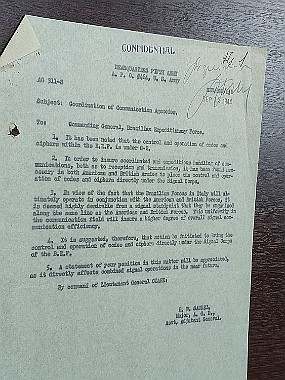 CONFIDENTIAL
HEADQUARTERS FIFTH ARMY
A. P. O. #464, U. S. Army
AG 311-S
Subject: Coordination of Communication Agencies.
To: Commanding General, Brazilian Expeditionary Force.
1. It has been noted that the control and operation of codes and
ciphers within the B.E.F. is under G-2.
2. In order to insure coordinated and expeditious handling of com-
munications, both as to reception and transmission, it has been found nec-
essary in both American and British Armies to place the control and oper-
ation of codes and ciphers directly under the Signal Corps.
3. In view of the fact that the Brazilian Forces in Italy will ul-
timately operate in conjunction with the American and British Forces, it
is deemed highly desirable from a signal standpoint that they be organized
along the same line as the American and British Forces. This uniformity in
the communication field will insure a higher degree of overall signal com-
munication efficiency.
4. It is suggested, therefore, that action be initiated to bring the
control and operation of codes and ciphers directly under the Signal Corps
of the B.E.F.
5. A statement of your position in this matter will be appreciated,
as it directly affects combined signal operations in the near future.
By command of Lieutenant General CLARK:
Major, A. G. D.,
Asst. Adjutant General.